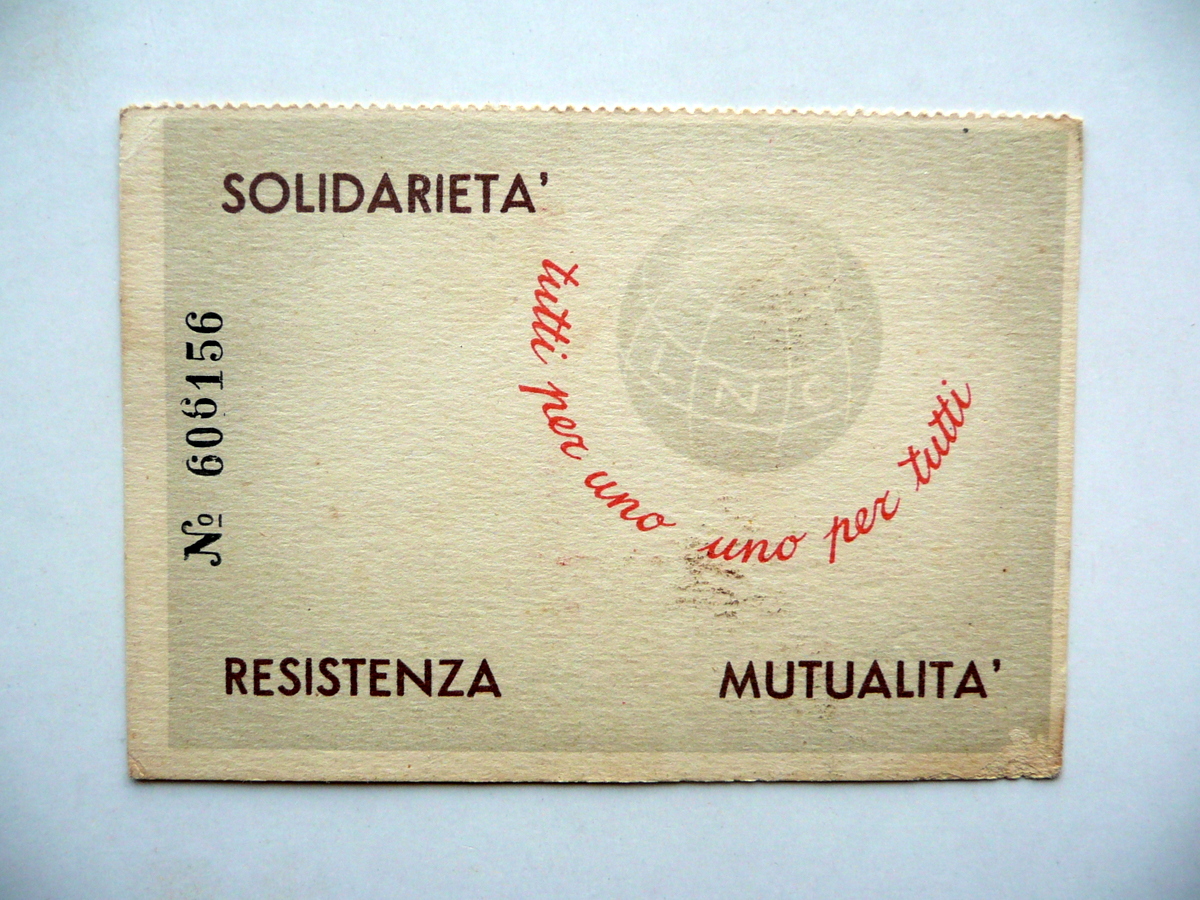 SOLIDARIETA'
tutti per uno uno per tutti
Nº 606156
RESISTENZA
MUTUALITA'